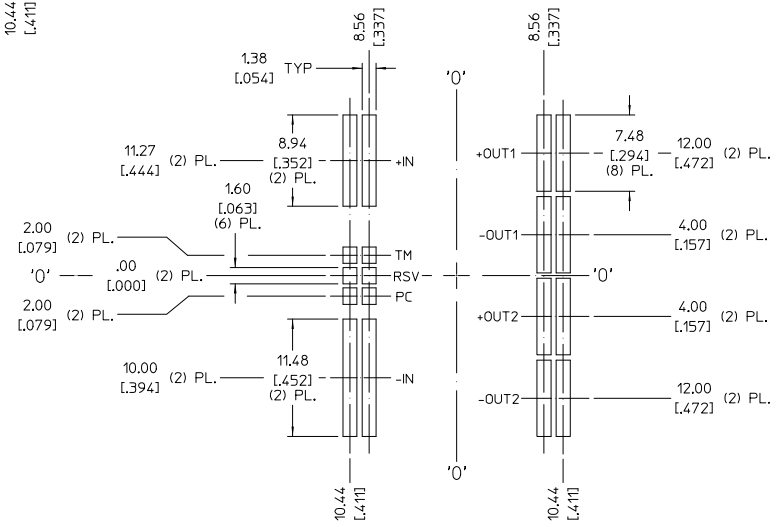 10.44
[.411]
8.56
[.337]
8.56
[.337]
1.38
[.054] TYP
'0'
11.27
[.444] (2) PL.
8.94
[.352]
(2) PL.
+IN
+OUT1
7.48
[.294]
(8) PL.
12.00
[.472] (2) PL.
1.60
[.063]
(6) PL.
2.00
[.079] (2) PL.
TM
-OUT1
4.00
[.157] (2) PL.
'0'
.00
[.000] (2) PL.
RSV
'0'
2.00
[.079] (2) PL.
PC
+OUT2
4.00
[.157] (2) PL.
10.00
[.394] (2) PL.
11.48
[.452]
(2) PL.
-IN
-OUT2
12.00
[.472] (2) PL.
'0'
10.44
[.411]
10.44
[.411]